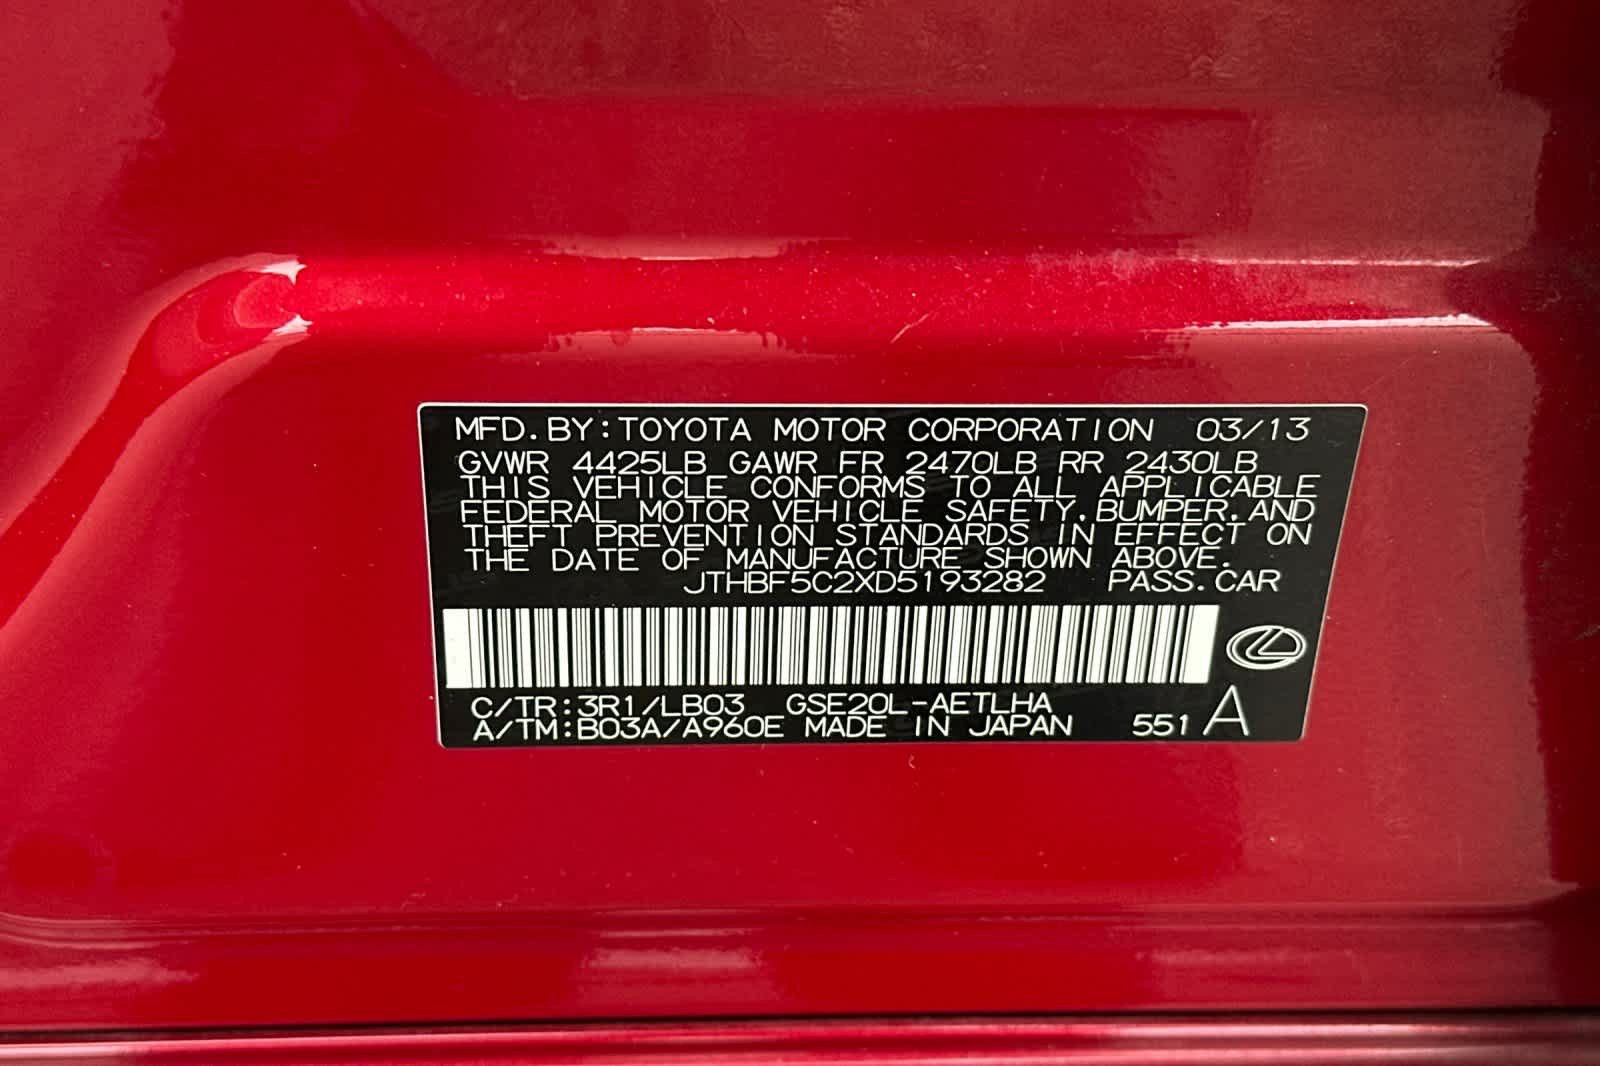 MFD.BY:TOYOTA MOTOR CORPORATION 03/13
GVWR 4425LB GAWR FR 2470LB RR 2430LB
THIS VEHICLE CONFORMS TO ALL APPLICABLE
FEDERAL MOTOR VEHICLE SAFETY,BUMPER,AND
THEFT PREVENTION STANDARDS IN EFFECT ON
THE DATE OF MANUFACTURE SHOWN ABOVE.
JTHBF5C2XD5193282 PASS.CAR
C/TR:3R1/LB03 GSE20L-AETLHA
A/TM:B03A/A960E MADE IN JAPAN 551 A